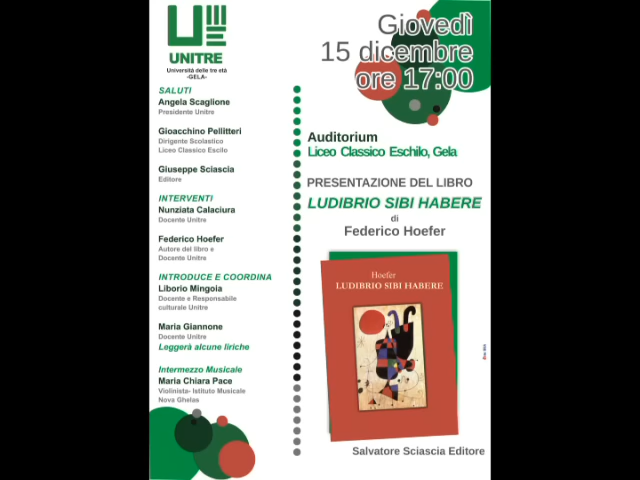 UNITRE
Università delle tre età
-GELA-
SALUTI
Angela Scaglione
Presidente Unitre
Gioacchino Pellitteri
Dirigente Scolastico
Liceo Classico Escilo
Giuseppe Sciascia
Editore
INTERVENTI
Nunziata Calaciura
Docente Unitre
Federico Hoefer
Autore del libro e
Docente Unitre
INTRODUCE E COORDINA
Liborio Mingoia
Docente e Responsabile
culturale Unitre
Maria Giannone
Docente Unitre
Leggerà alcune liriche
Intermezzo Musicale
Maria Chiara Pace
Violinista- Istituto Musicale
Nova Ghelas
Giovedì
15 dicembre
ore 17:00
Auditorium
Liceo Classico Eschilo, Gela
PRESENTAZIONE DEL LIBRO
LUDIBRIO SIBI HABERE
di
Federico Hoefer
Hoefer
LUDIBRIO SIBI HABERE
Salvatore Sciascia Editore